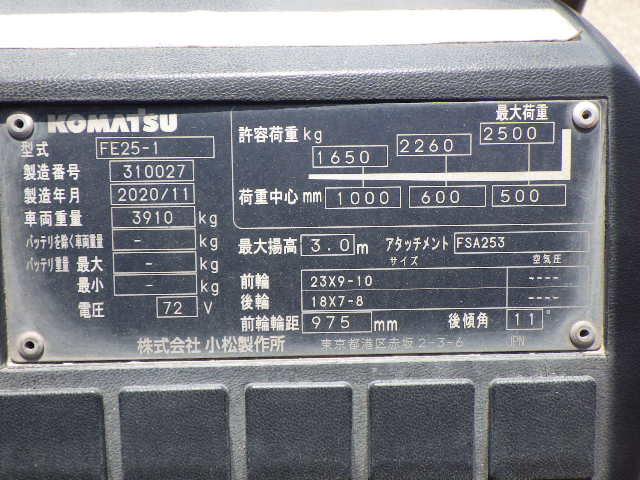 KOMATSU
型式 FE25-1
製造番号 310027
製造年月 2020/11
車両重量 3910 kg
バッテリを除く車両重量 - kg
バッテリ重量 最大 - kg
最小 - kg
電圧 72 V
最大荷重
許容荷重 kg 1650 2260 2500
荷重中心 mm 1000 600 500
最大揚高 3.0 m アタッチメント FSA253
サイズ 空気圧
前輪 23X9-10 ----
後輪 18X7-8 ----
前輪輪距 975 mm 後傾角 11°
株式会社 小松製作所 東京都港区赤坂2-3-6 JPN